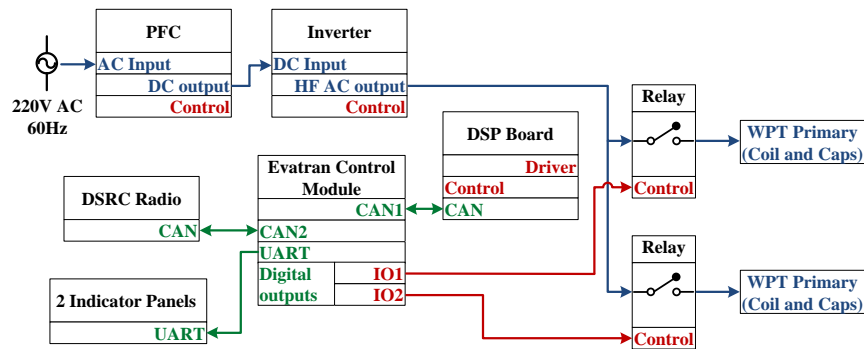 PFC
AC Input
DC output
Control
220V AC
60Hz
Inverter
DC Input
HF AC output
Control
DSP Board
Driver
Control
CAN
Evatran Control
Module
CAN1
CAN2
UART
Digital
outputs
IO1
IO2
DSRC Radio
CAN
2 Indicator Panels
UART
Relay
Control
WPT Primary
(Coil and Caps)
Relay
Control
WPT Primary
(Coil and Caps)